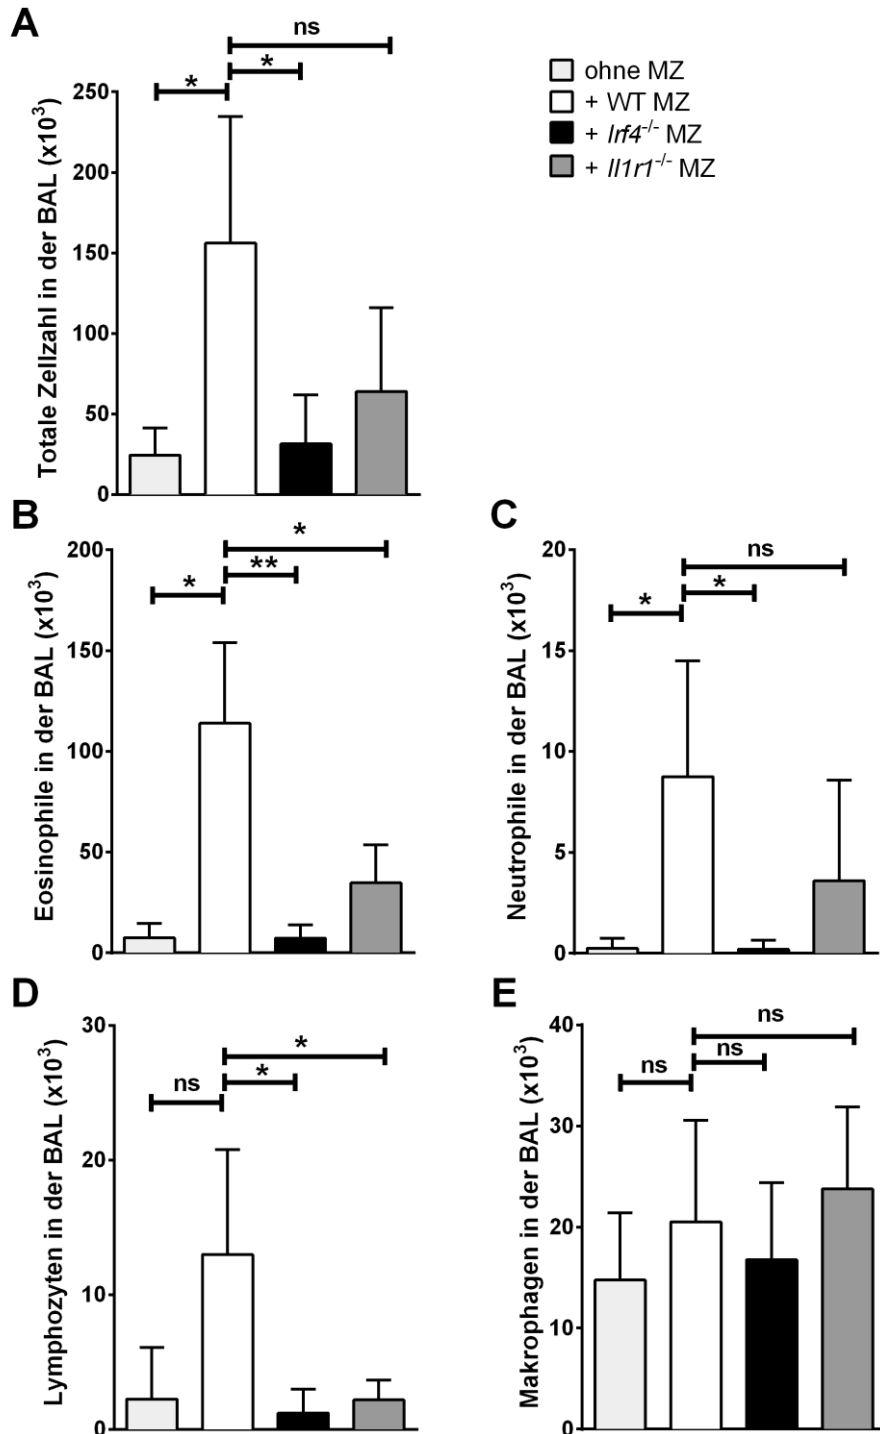 A
ns
*
*
Totale Zellzahl in der BAL (x10³)
250
200
150
100
50
0
ohne MZ
+ WT MZ
+ Irf4⁻/⁻ MZ
+ Il1r1⁻/⁻ MZ
B
*
**
*
Eosinophile in der BAL (x10³)
200
150
100
50
0
C
ns
*
*
Neutrophile in der BAL (x10³)
20
15
10
5
0
D
*
*
ns
Lymphozyten in der BAL (x10³)
30
20
10
0
E
ns
ns
ns
Makrophagen in der BAL (x10³)
40
30
20
10
0